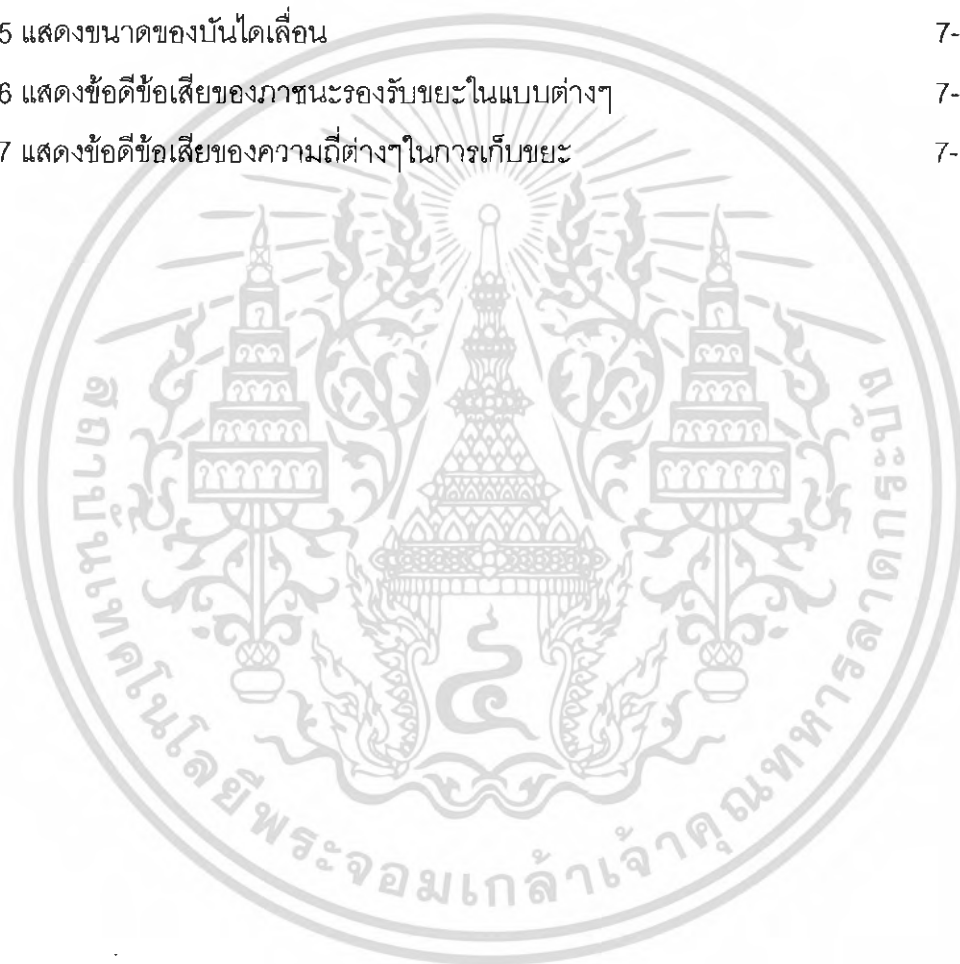 5 แสดงขนาดของบันไดเลื่อน 7-
6 แสดงข้อดีข้อเสียของภาชนะรองรับขยะในแบบต่างๆ 7-
7 แสดงข้อดีข้อเสียของความถี่ต่างๆในการเก็บขยะ 7-
สถาบันเทคโนโลยีพระจอมเกล้าเจ้าคุณทหารลาดกระบัง